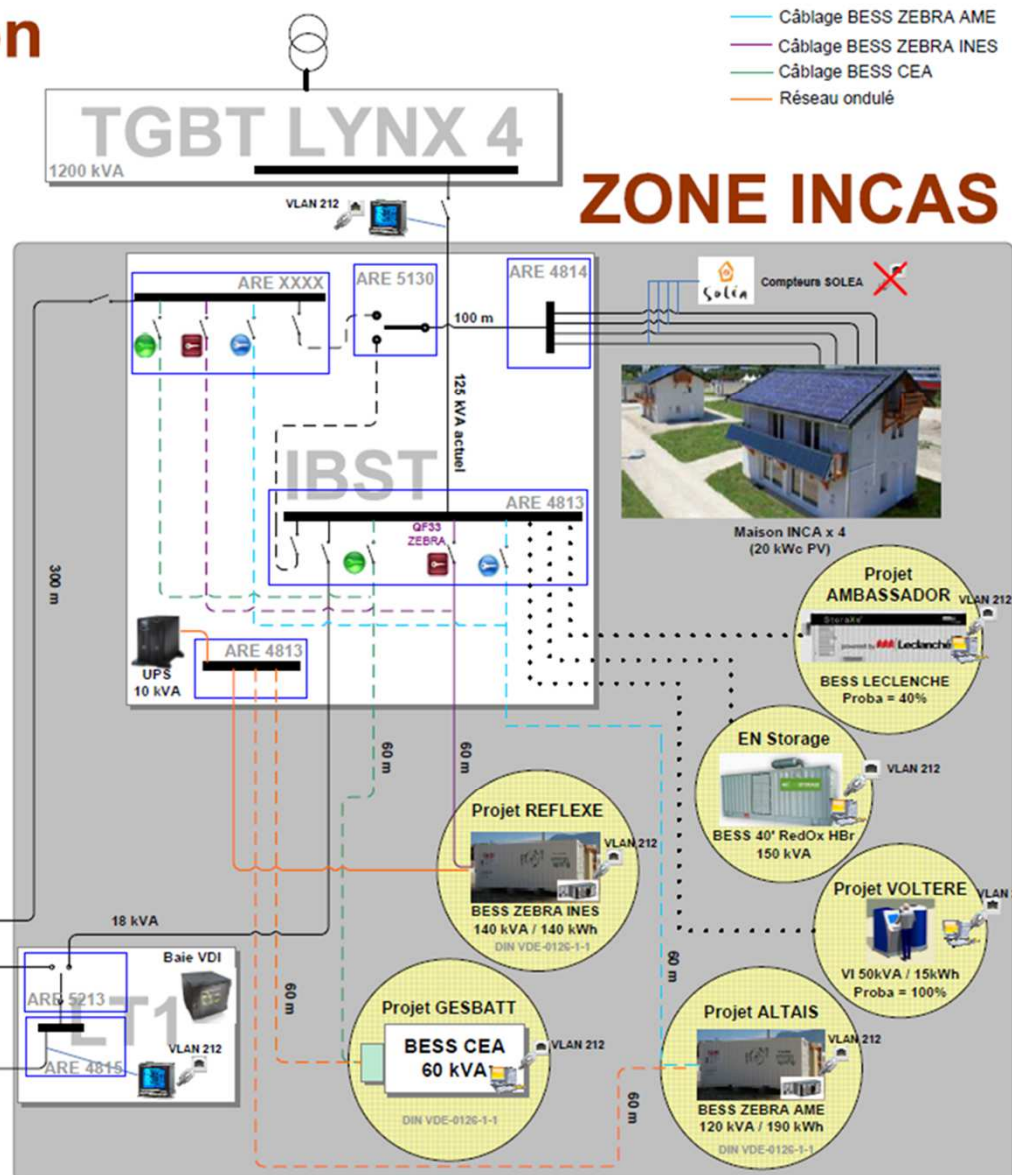 on
Câblage BESS ZEBRA AME
Câblage BESS ZEBRA INES
Câblage BESS CEA
Réseau ondulé
TGBT LYNX 4
1200 kVA
VLAN 212
ZONE INCAS
ARE XXXX
ARE 5130
ARE 4814
Soléa
Compteurs SOLEA
100 m
125 kVA actuel
IBST
ARE 4813
QF33
ZEBRA
Maison INCA x 4
(20 kWc PV)
300 m
UPS
10 kVA
ARE 4813
Projet
AMBASSADOR
VLAN 212
powered by Leclanché
BESS LECLENCHE
Proba = 40%
EN Storage
VLAN 212
BESS 40' RedOx HBr
150 kVA
60 m
60 m
Projet REFLEXE
VLAN 212
BESS ZEBRA INES
140 kVA / 140 kWh
DIN VDE-0126-1-1
Projet VOLTERE
VLAN
VI 50kVA / 15kWh
Proba = 100%
18 kVA
Baie VDI
ARE 5213
LT1
ARE 4815
VLAN 212
60 m
Projet GESBATT
BESS CEA
60 kVA
VLAN 212
DIN VDE-0126-1-1
60 m
Projet ALTAIS
VLAN 212
BESS ZEBRA AME
120 kVA / 190 kWh
DIN VDE-0126-1-1
60 m